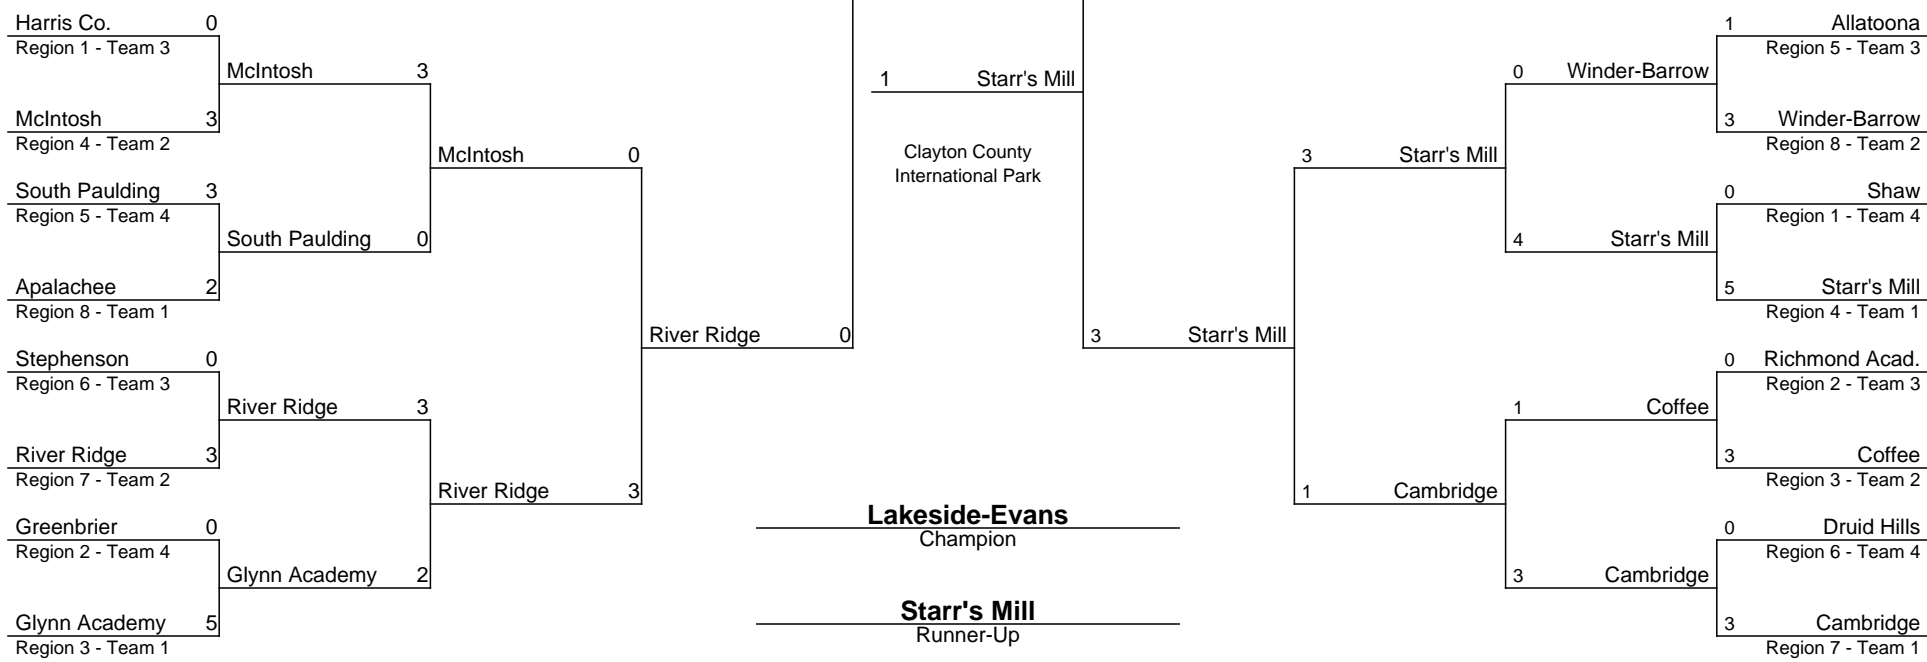 Harris Co. 0
Region 1 - Team 3
McIntosh 3
McIntosh 3
Region 4 - Team 2
McIntosh 0
South Paulding 3
Region 5 - Team 4
South Paulding 0
Apalachee 2
Region 8 - Team 1
River Ridge 0
Stephenson 0
Region 6 - Team 3
River Ridge 3
River Ridge 3
Region 7 - Team 2
River Ridge 3
Greenbrier 0
Region 2 - Team 4
Glynn Academy 2
Glynn Academy 5
Region 3 - Team 1
1 Starr's Mill
Clayton County
International Park
Lakeside-Evans
Champion
Starr's Mill
Runner-Up
1 Allatoona
Region 5 - Team 3
0 Winder-Barrow
3 Winder-Barrow
Region 8 - Team 2
3 Starr's Mill
0 Shaw
Region 1 - Team 4
4 Starr's Mill
5 Starr's Mill
Region 4 - Team 1
3 Starr's Mill
0 Richmond Acad.
Region 2 - Team 3
1 Coffee
3 Coffee
Region 3 - Team 2
1 Cambridge
0 Druid Hills
Region 6 - Team 4
3 Cambridge
3 Cambridge
Region 7 - Team 1